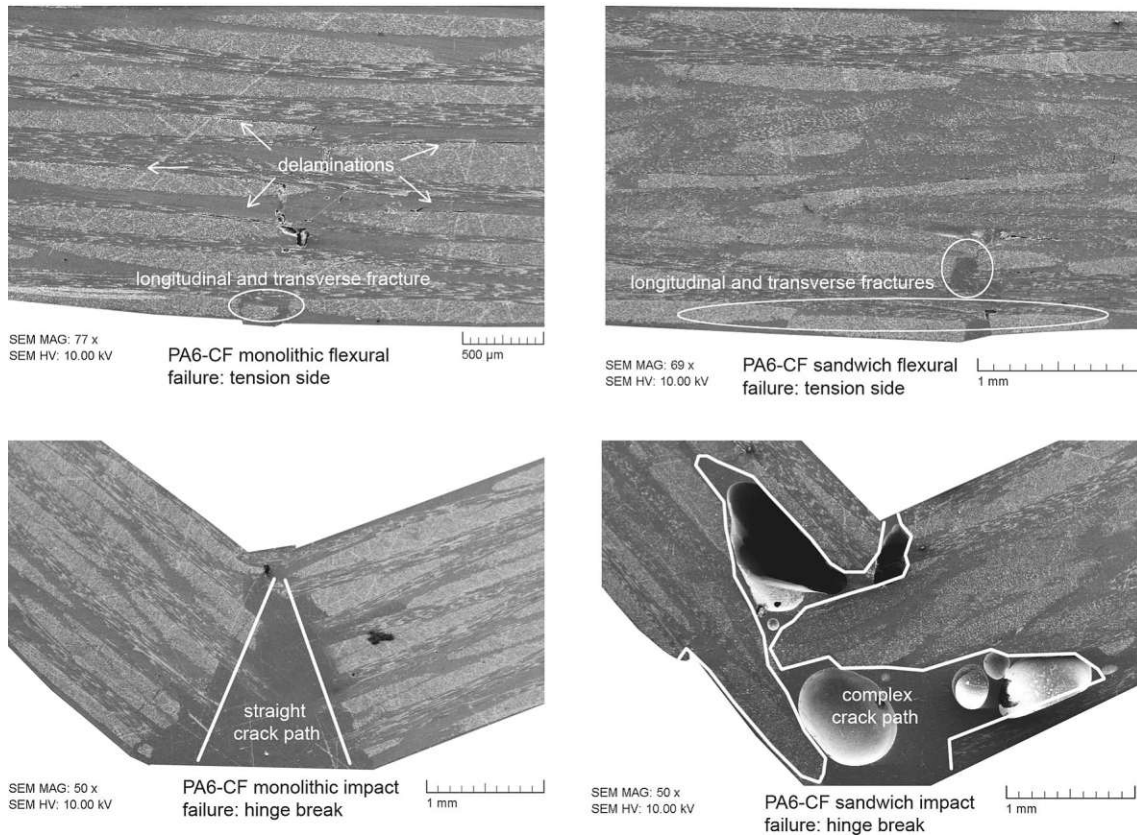 delaminations
longitudinal and transverse fracture
SEM MAG: 77 x
SEM HV: 10.00 kV
PA6-CF monolithic flexural
failure: tension side
500 µm
longitudinal and transverse fractures
SEM MAG: 69 x
SEM HV: 10.00 kV
PA6-CF sandwich flexural
failure: tension side
1 mm
straight
crack path
SEM MAG: 50 x
SEM HV: 10.00 kV
PA6-CF monolithic impact
failure: hinge break
1 mm
complex
crack path
SEM MAG: 50 x
SEM HV: 10.00 kV
PA6-CF sandwich impact
failure: hinge break
1 mm